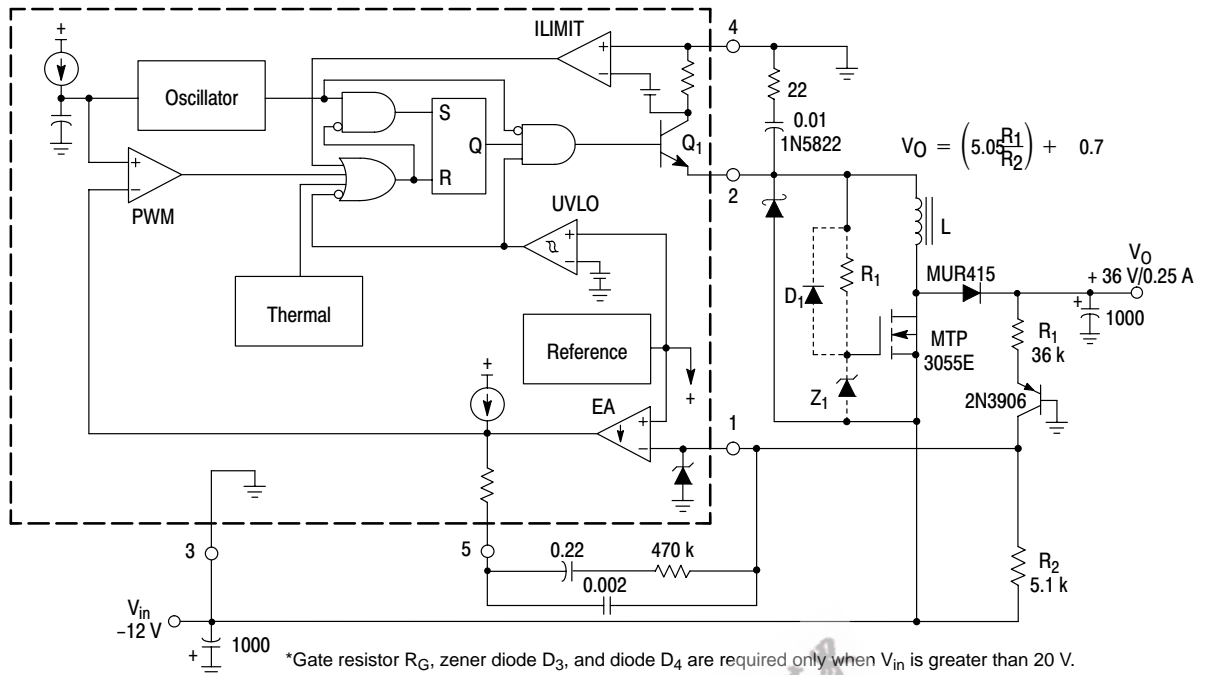 ILIMIT
4
+
−
+
Oscillator
22
0.01
1N5822
S
Q
R
Q1
VO = (5.05 R1/R2) + 0.7
2
+
−
PWM
UVLO
+
−
L
Thermal
D1
R1
MUR415
VO
+ 36 V/0.25 A
+
1000
Reference
+
MTP
3055E
R1
36 k
Z1
2N3906
+
EA
+
−
1
3
5
0.22
470 k
0.002
R2
5.1 k
Vin
−12 V
+
1000
*Gate resistor RG, zener diode D3, and diode D4 are required only when Vin is greater than 20 V.